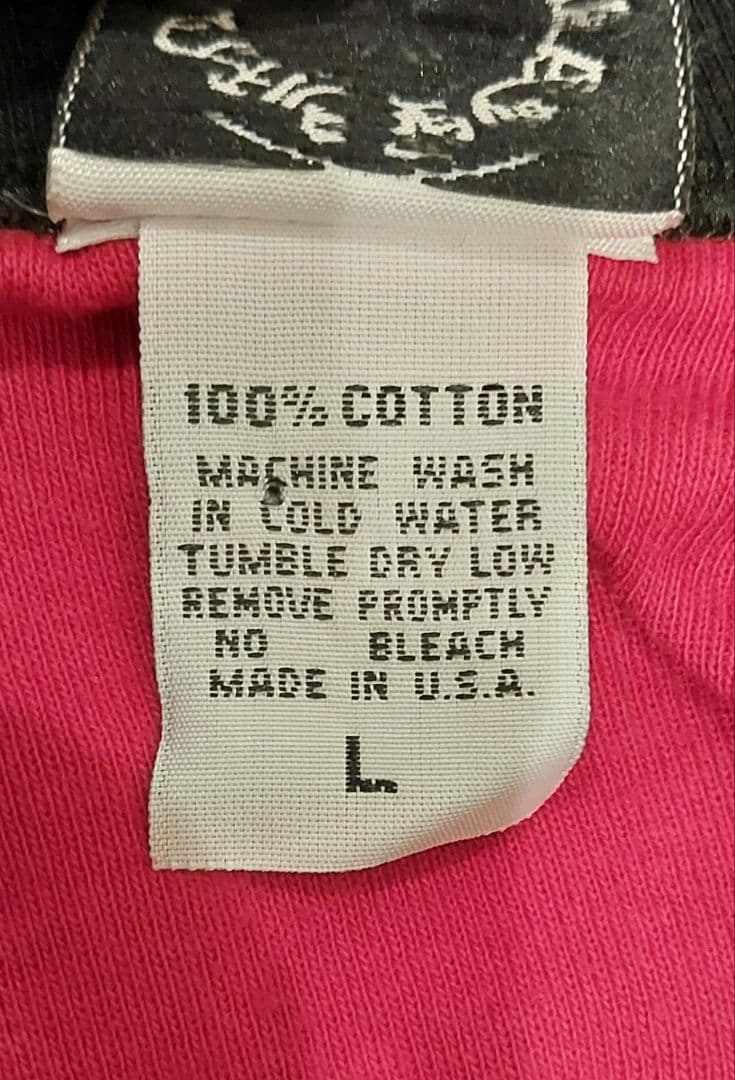 100% COTTON
MACHINE WASH
IN COLD WATER
TUMBLE DRY LOW
REMOVE PROMPTLY
NO BLEACH
MADE IN U.S.A.
L